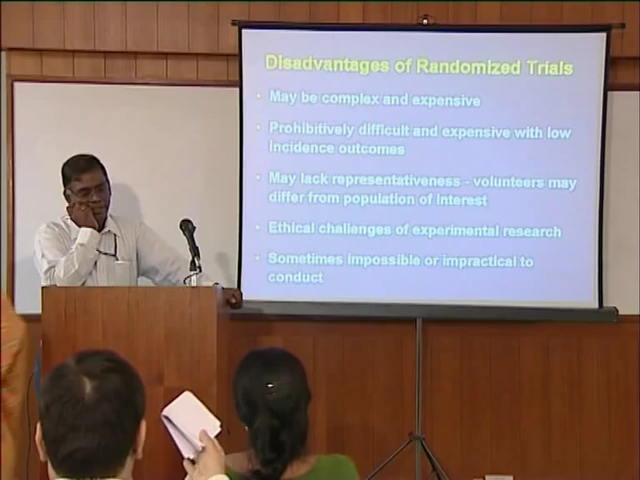 Disadvantages of Randomized Trials
• May be complex and expensive
• Prohibitively difficult and expensive with low
incidence outcomes
• May lack representativeness - volunteers may
differ from population of interest
• Ethical challenges of experimental research
• Sometimes impossible or impractical to
conduct